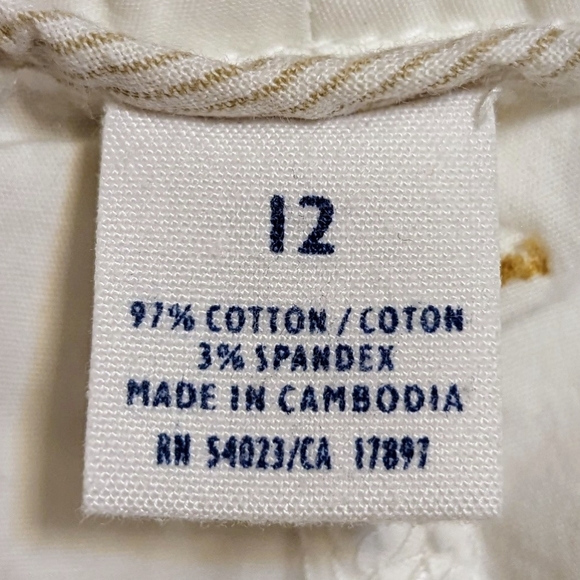 12
97% COTTON / COTON
3% SPANDEX
MADE IN CAMBODIA
RN 54023/CA 17897